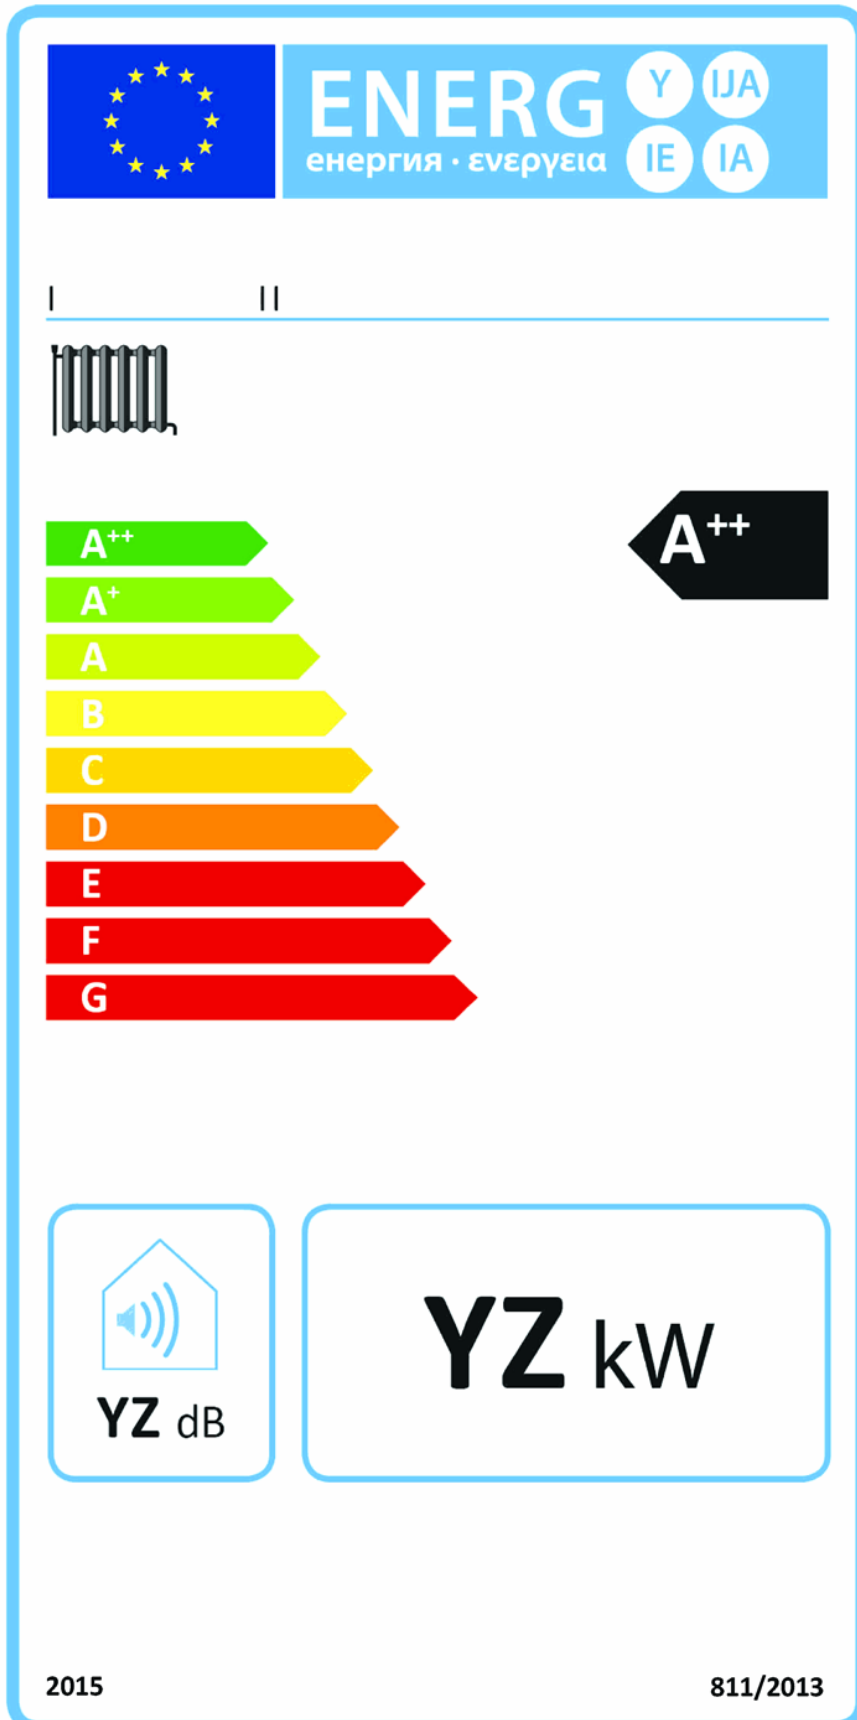 ENERG Y IJA
енергия · ενεργεια IE IA
I II
A++
A++
A+
A
B
C
D
E
F
G
YZ dB
YZ kW
2015 811/2013